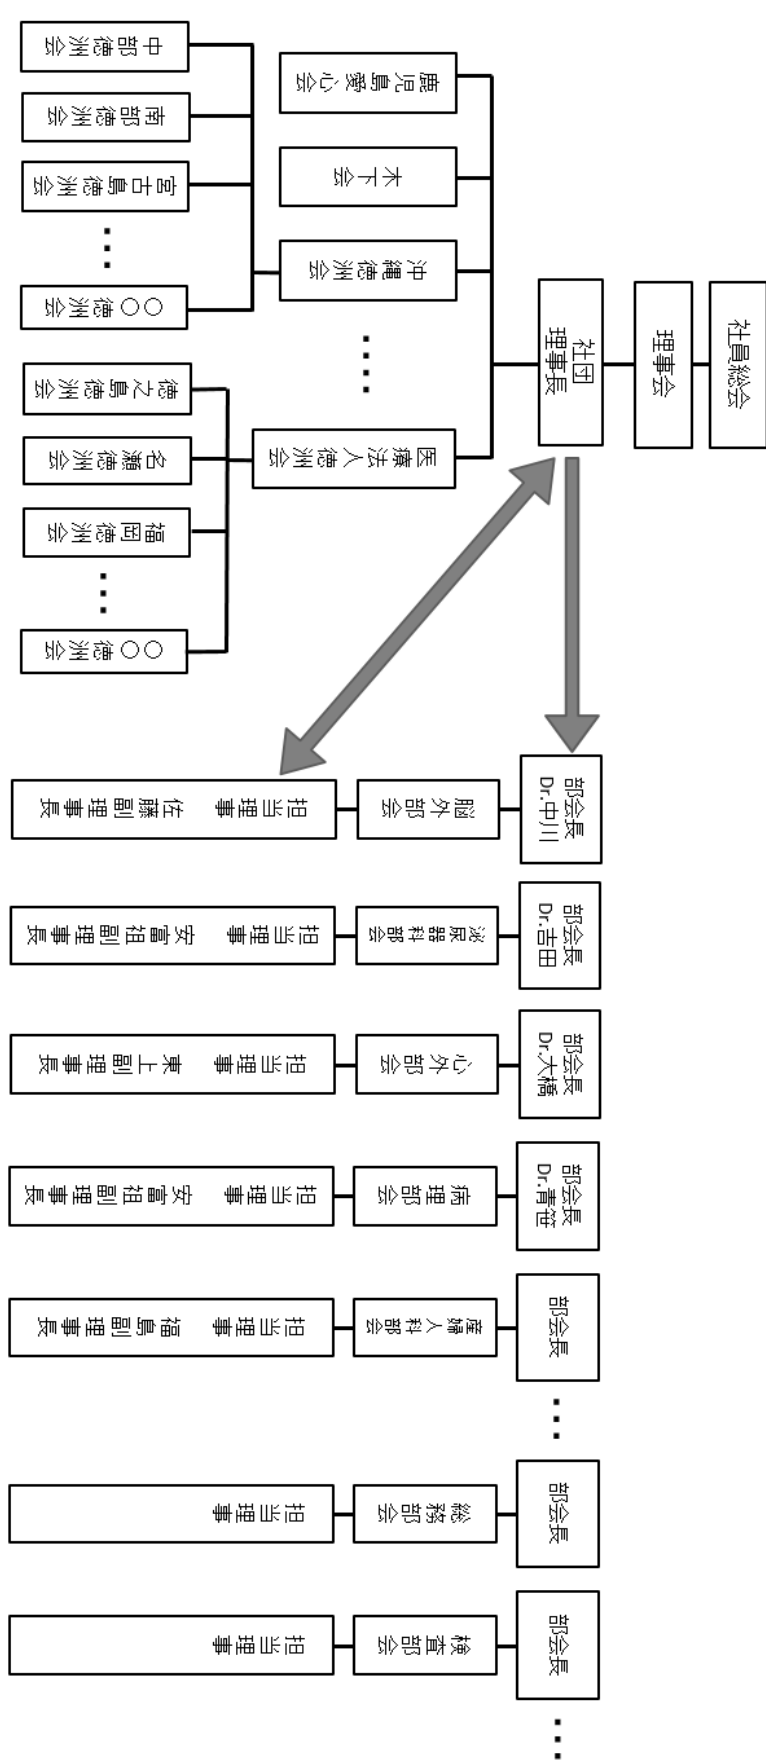 社員総会
理事会
社団
理事長
鹿児島愛心会
木下会
沖縄徳洲会
・・・・
医療法人徳洲会
中部徳洲会
南部徳洲会
宮古島徳洲会
・・・
〇〇徳洲会
徳之島徳洲会
名瀬徳洲会
福岡徳洲会
・・・
〇〇徳洲会
部会長
Dr.中川
脳外部会
担当理事 佐藤副理事長
部会長
Dr.吉田
泌尿器科部会
担当理事 安富祖副理事長
部会長
Dr.大橋
心外部会
担当理事 東上副理事長
部会長
Dr.青笹
病理部会
担当理事 安富祖副理事長
部会長
産婦人科部会
担当理事 福島副理事長
・・・
部会長
総務部会
担当理事
部会長
検査部会
担当理事
・・・